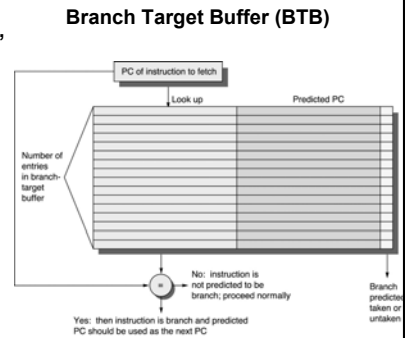 Branch Target Buffer (BTB)
,
PC of instruction to fetch
Look up
Predicted PC
Number of
entries
in branch-
target
buffer
=
No: instruction is
not predicted to be
branch; proceed normally
Branch
predicted
taken or
untaken
Yes: then instruction is branch and predicted
PC should be used as the next PC